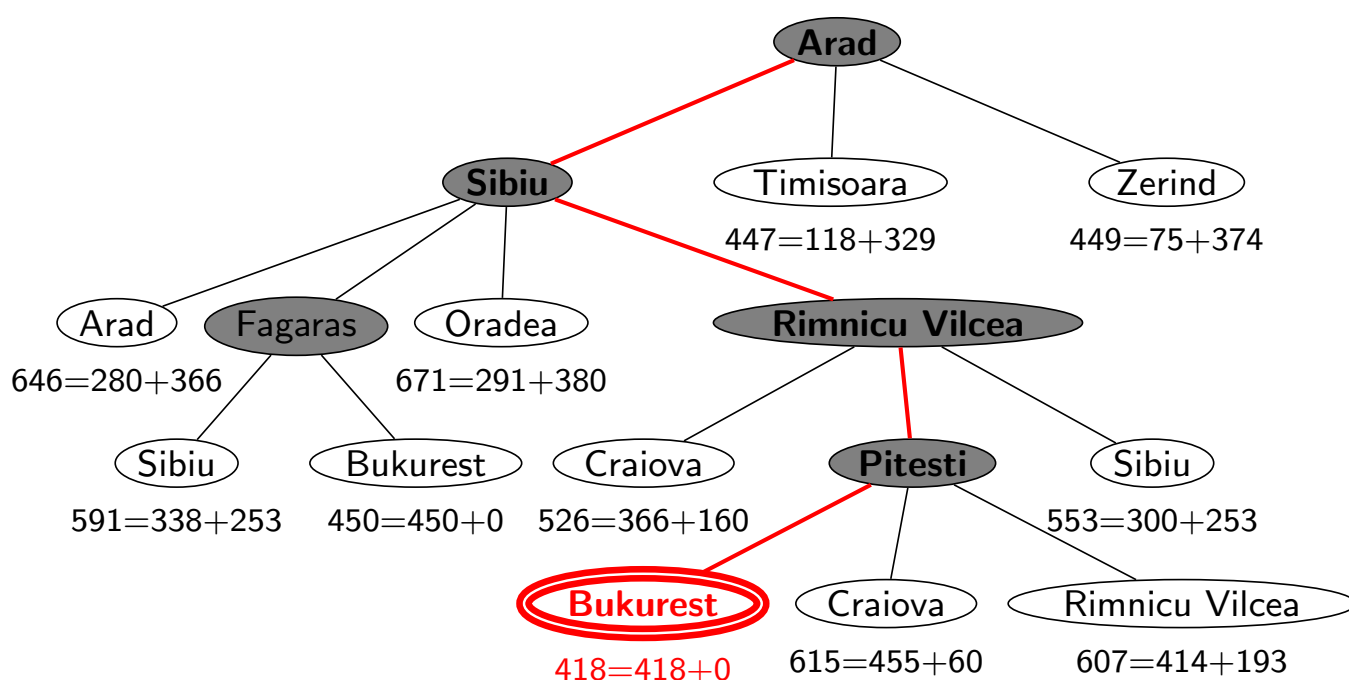 Arad
Sibiu Timisoara Zerind
447=118+329 449=75+374
Arad Fagaras Oradea Rimnicu Vilcea
646=280+366 671=291+380
Sibiu Bukurest Craiova Pitesti Sibiu
591=338+253 450=450+0 526=366+160 553=300+253
Bukurest Craiova Rimnicu Vilcea
418=418+0 615=455+60 607=414+193